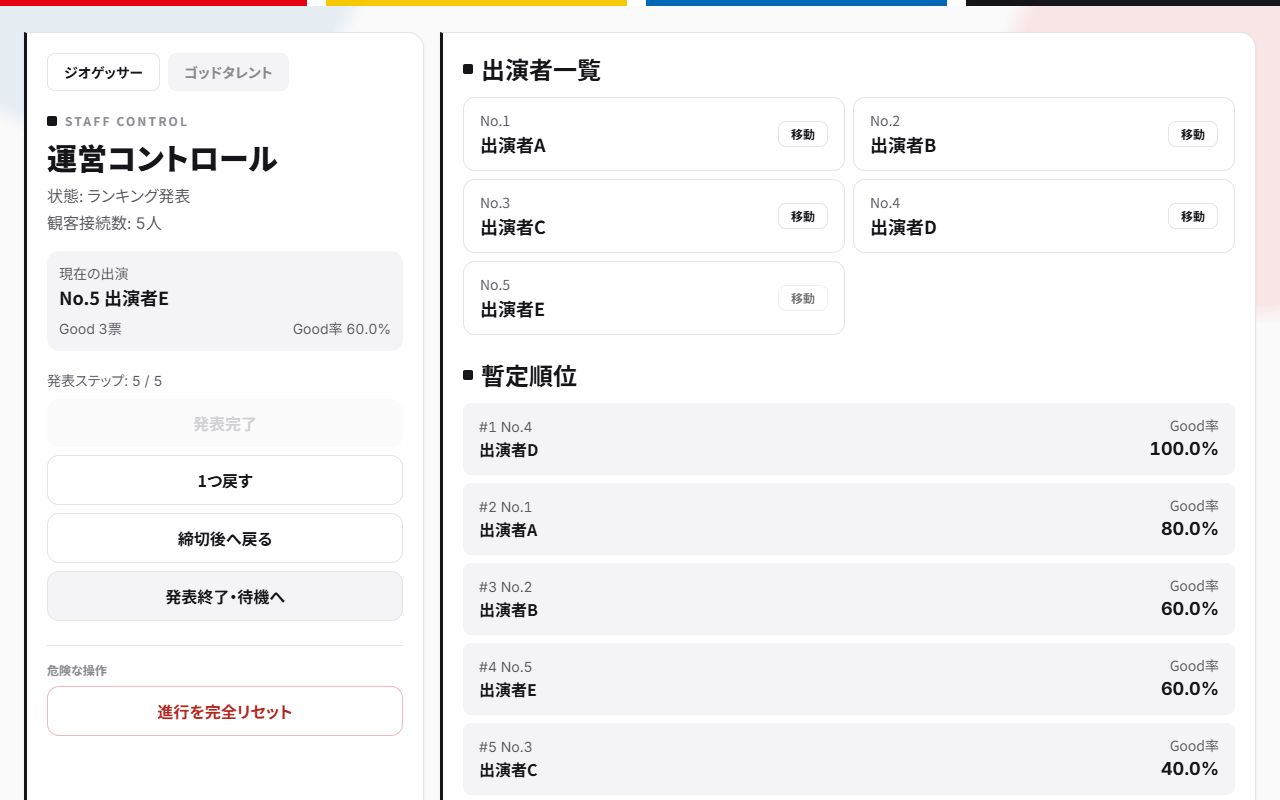 ジオゲッサー
ゴッドタレント
STAFF CONTROL
運営コントロール
状態: ランキング発表
観客接続数: 5人
現在の出演
No.5 出演者E
Good 3票
Good率 60.0%
発表ステップ: 5 / 5
発表完了
1つ戻す
締切後へ戻る
発表終了・待機へ
危険な操作
進行を完全リセット
出演者一覧
No.1
出演者A
移動
No.2
出演者B
移動
No.3
出演者C
移動
No.4
出演者D
移動
No.5
出演者E
移動
暫定順位
#1 No.4
出演者D
Good率
100.0%
#2 No.1
出演者A
Good率
80.0%
#3 No.2
出演者B
Good率
60.0%
#4 No.5
出演者E
Good率
60.0%
#5 No.3
出演者C
Good率
40.0%